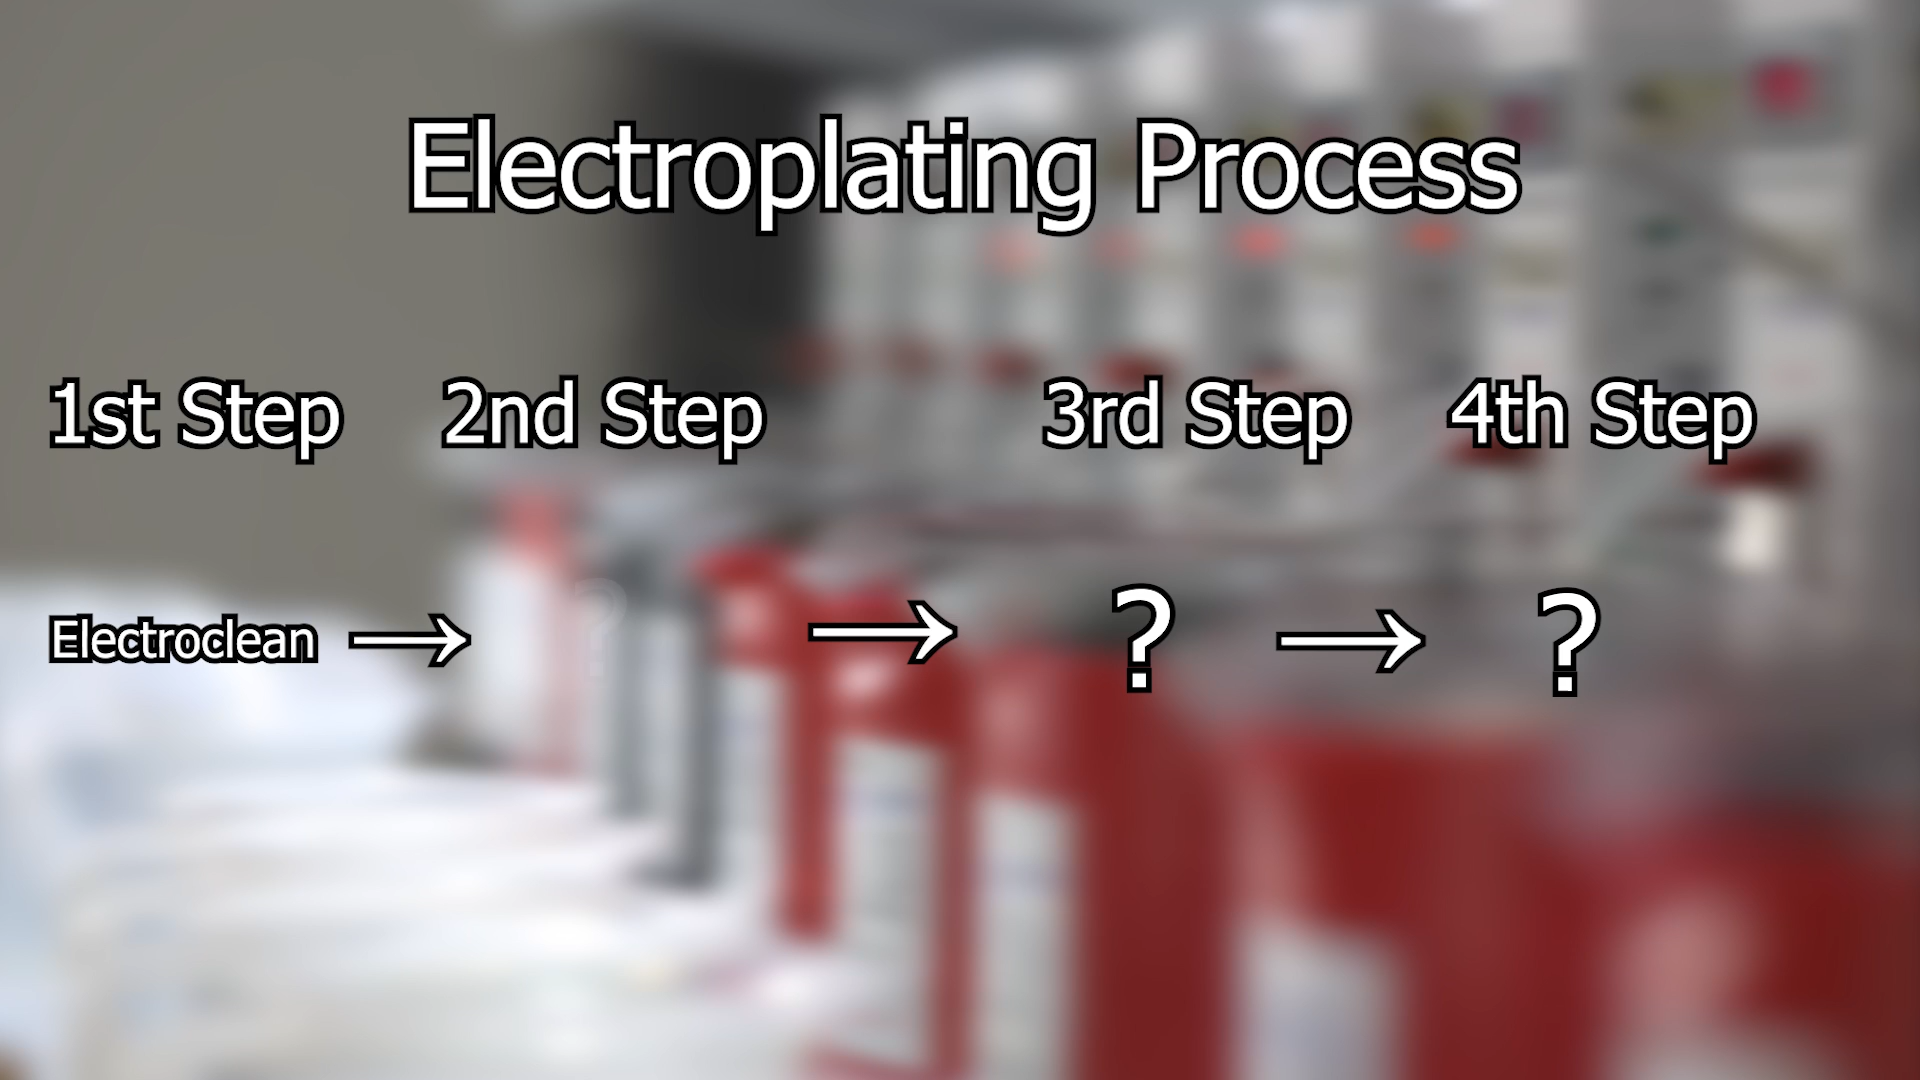 Electroplating Process
1st Step 2nd Step 3rd Step 4th Step
Electroclean → ? → ? → ?